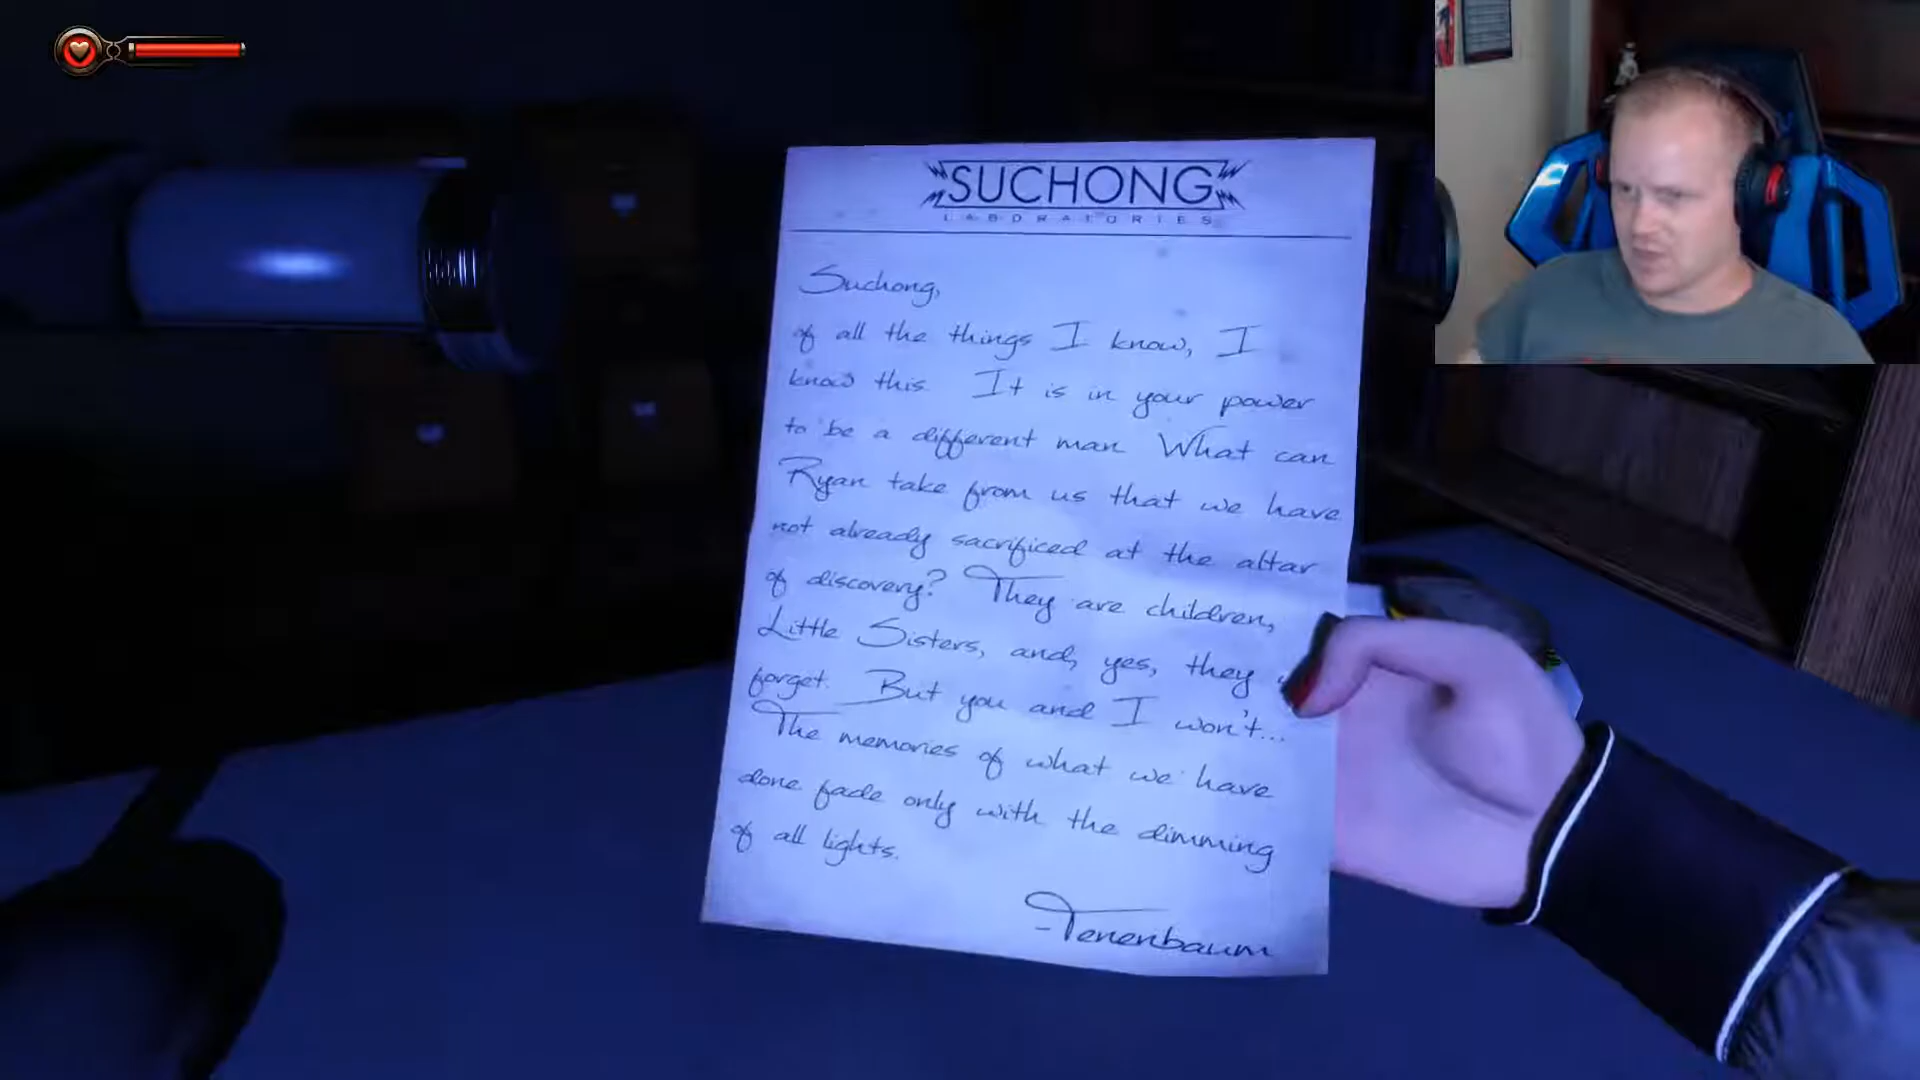 SUCHONG
LABORATORIES
Suchong,
of all the things I know, I
know this. It is in your power
to be a different man. What can
Ryan take from us that we have
not already sacrificed at the altar
of discovery? They are children,
Little Sisters, and, yes, they
forget. But you and I won't...
The memories of what we have
done fade only with the dimming
of all lights.
-Tenenbaum